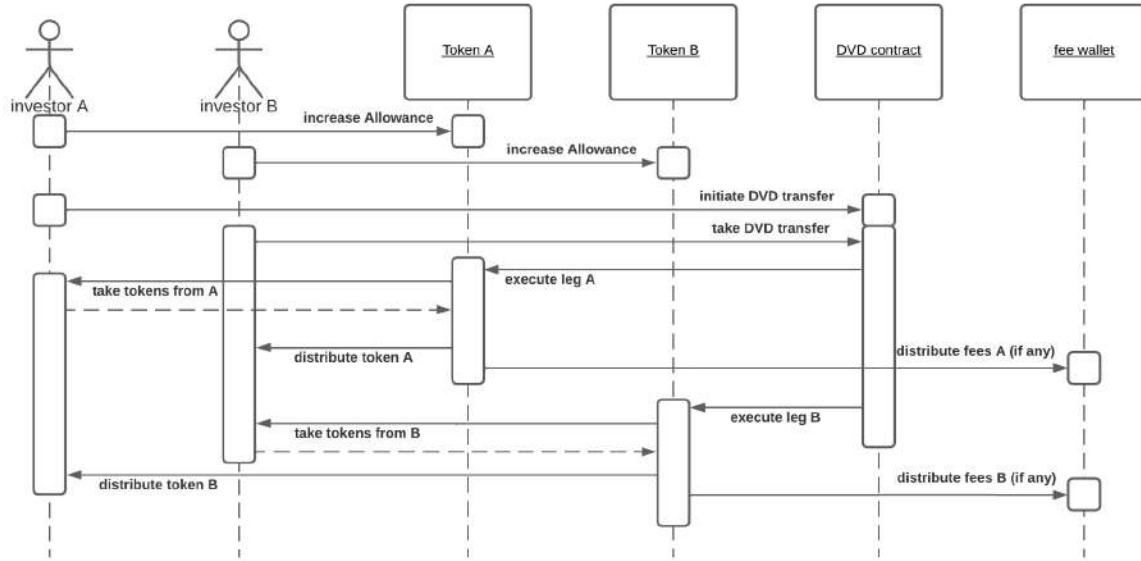 Token A
Token B
DVD contract
fee wallet
investor A
investor B
increase Allowance
increase Allowance
initiate DVD transfer
take DVD transfer
execute leg A
take tokens from A
distribute token A
distribute fees A (if any)
execute leg B
take tokens from B
distribute token B
distribute fees B (if any)